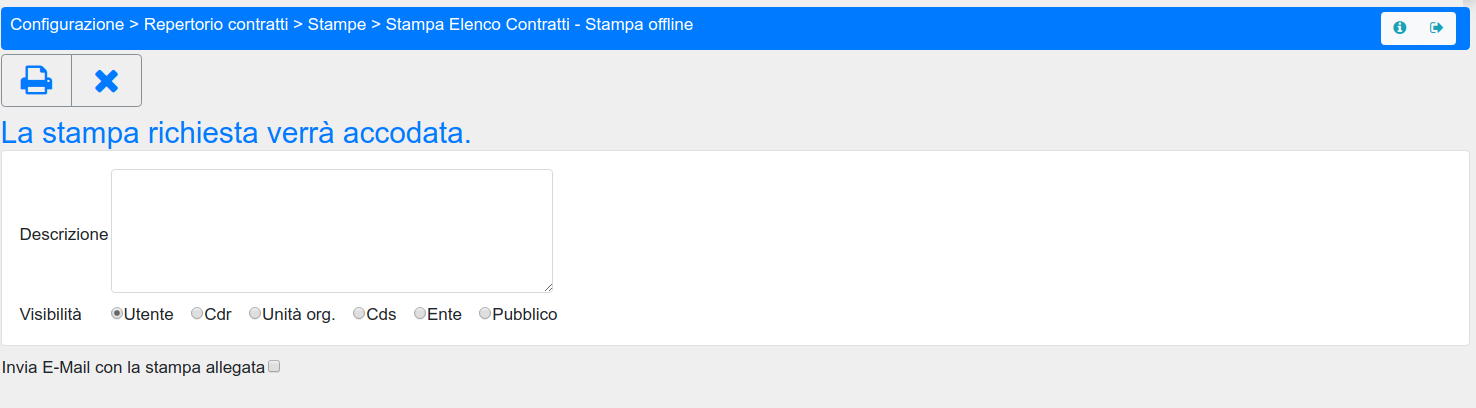 Configurazione > Repertorio contratti > Stampe > Stampa Elenco Contratti - Stampa offline
La stampa richiesta verrà accodata.
Descrizione
Visibilità Utente Cdr Unità org. Cds Ente Pubblico
Invia E-Mail con la stampa allegata